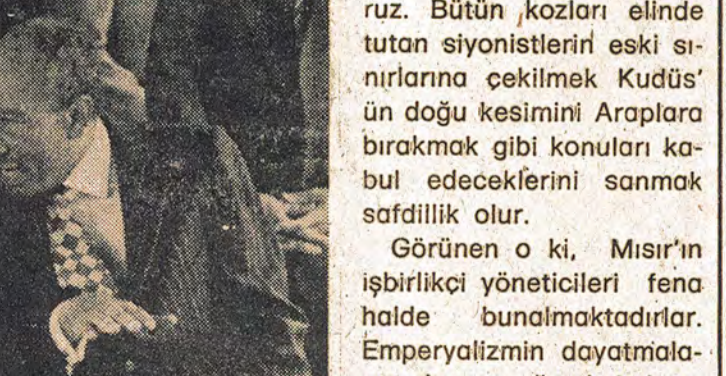 ruz. Bütün kozları elinde
tutan siyonistlerin eski sı-
nırlarına çekilmek Kudüs'
ün doğu kesimini Araplara
bırakmak gibi konuları ka-
bul edeceklerini sanmak
safdillik olur.
Görünen o ki, Mısır'ın
işbirlikçi yöneticileri fena
halde bunalmaktadırlar.
Emperyalizmin dayatmala-